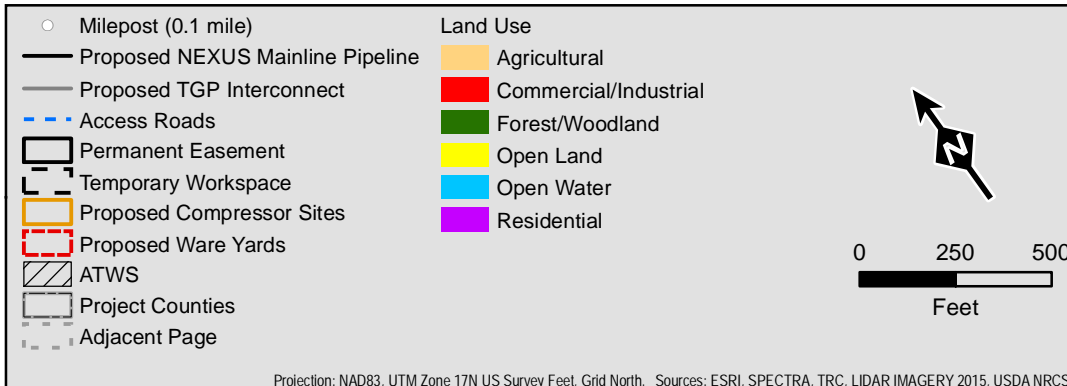 Milepost (0.1 mile)
Proposed NEXUS Mainline Pipeline
Proposed TGP Interconnect
Access Roads
Permanent Easement
Temporary Workspace
Proposed Compressor Sites
Proposed Ware Yards
ATWS
Project Counties
Adjacent Page
Land Use
Agricultural
Commercial/Industrial
Forest/Woodland
Open Land
Open Water
Residential
N
0 250 500
Feet
Projection: NAD83, UTM Zone 17N US Survey Feet, Grid North. Sources: ESRI, SPECTRA, TRC, LIDAR IMAGERY 2015, USDA NRCS